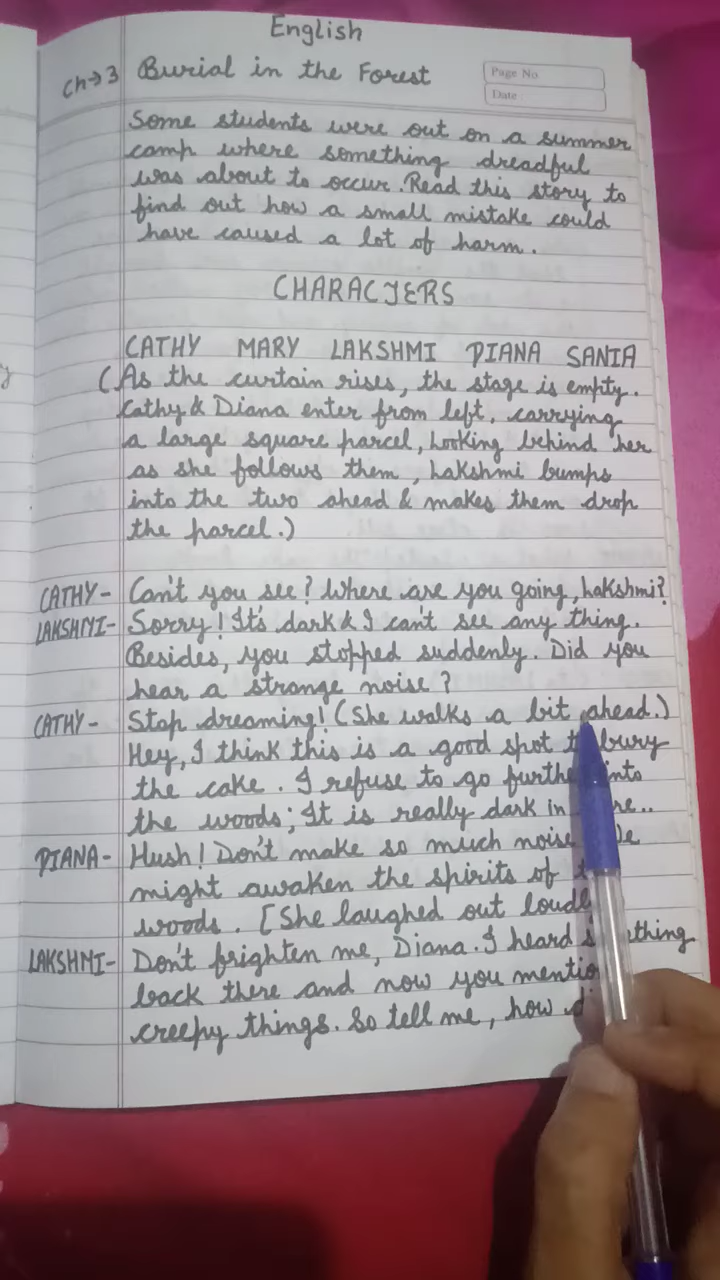 English
Ch→3 Burial in the Forest
Page No.
Date
Some students were out on a summer
camp where something dreadful
was about to occur. Read this story to
find out how a small mistake could
have caused a lot of harm.
CHARACTERS
CATHY MARY LAKSHMI DIANA SANIA
(As the curtain rises, the stage is empty.
Cathy & Diana enter from left, carrying
a large square parcel, Looking behind her
as she follows them, Lakshmi bumps
into the two ahead & makes them drop
the parcel.)
CATHY- Can't you see? Where are you going, Lakshmi?
LAKSHMI- Sorry! It's dark & I can't see any thing.
Besides, you stopped suddenly. Did you
hear a strange noise?
CATHY- Stop dreaming! (She walks a bit ahead.)
Hey, I think this is a good spot bury
the cake. I refuse to go into
the woods; It is really dark in
DIANA- Hush! Don't make so much noise
might awaken the spirits of
woods. [She laughed out
LAKSHMI- Don't frighten me, Diana. I heard
back there and now you
creepy things. So tell me, how